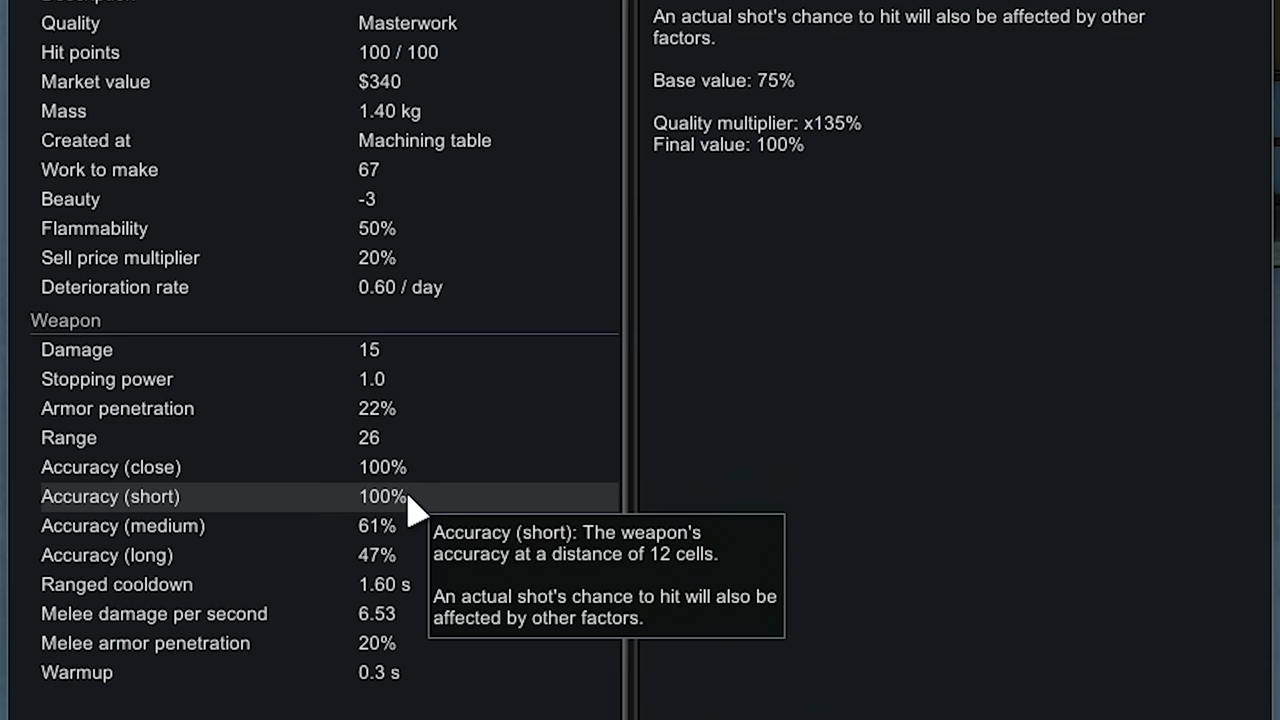 Quality Masterwork
Hit points 100 / 100
Market value $340
Mass 1.40 kg
Created at Machining table
Work to make 67
Beauty -3
Flammability 50%
Sell price multiplier 20%
Deterioration rate 0.60 / day
Weapon
Damage 15
Stopping power 1.0
Armor penetration 22%
Range 26
Accuracy (close) 100%
Accuracy (short) 100%
Accuracy (medium) 61%
Accuracy (long) 47%
Ranged cooldown 1.60 s
Melee damage per second 6.53
Melee armor penetration 20%
Warmup 0.3 s
Accuracy (short): The weapon's
accuracy at a distance of 12 cells.
An actual shot's chance to hit will also be
affected by other factors.
An actual shot's chance to hit will also be affected by other
factors.
Base value: 75%
Quality multiplier: x135%
Final value: 100%